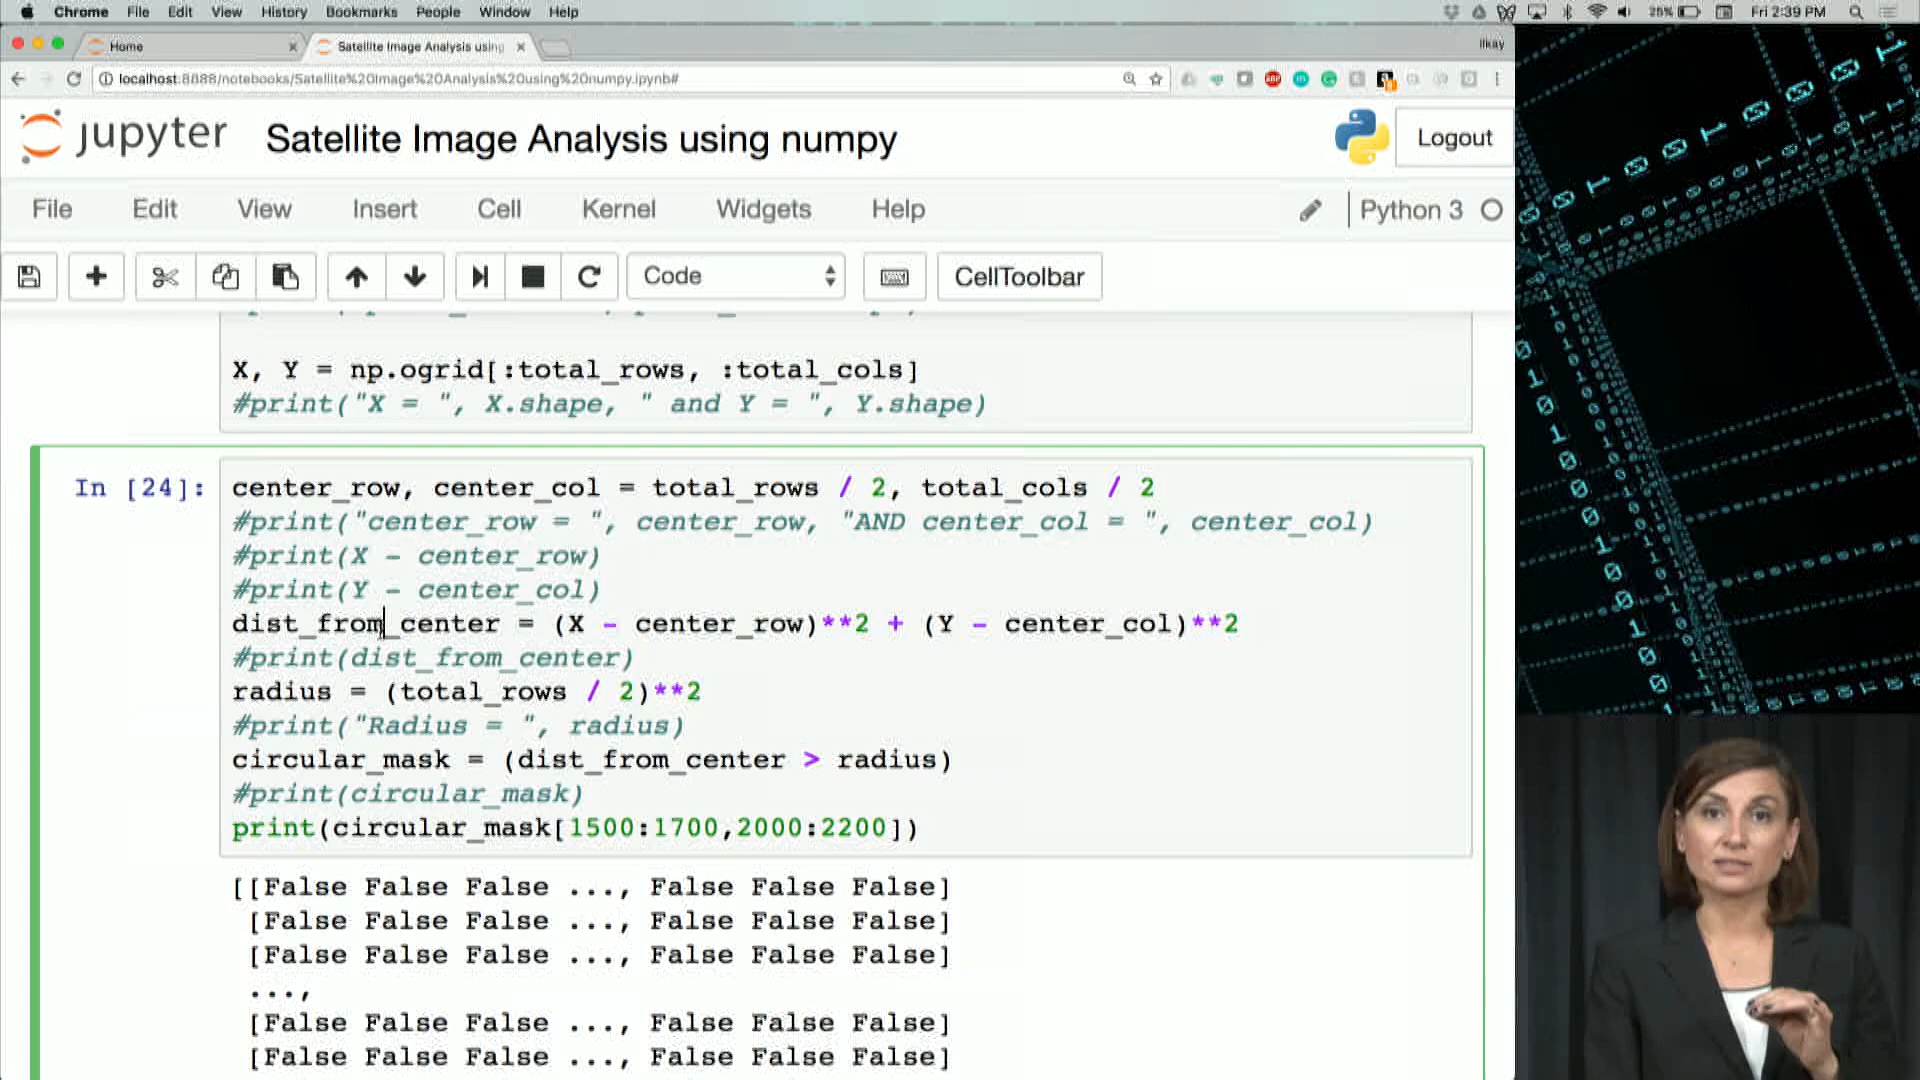 Chrome File Edit View History Bookmarks People Window Help 25% Fri 2:39 PM
Home Satellite Image Analysis using Ilkay
localhost:8888/notebooks/Satellite%20Image%20Analysis%20using%20numpy.ipynb#
jupyter Satellite Image Analysis using numpy Logout
File Edit View Insert Cell Kernel Widgets Help Python 3
Code CellToolbar
X, Y = np.ogrid[:total_rows, :total_cols]
#print("X = ", X.shape, " and Y = ", Y.shape)
In [24]: center_row, center_col = total_rows / 2, total_cols / 2
#print("center_row = ", center_row, "AND center_col = ", center_col)
#print(X - center_row)
#print(Y - center_col)
dist_from_center = (X - center_row)**2 + (Y - center_col)**2
#print(dist_from_center)
radius = (total_rows / 2)**2
#print("Radius = ", radius)
circular_mask = (dist_from_center > radius)
#print(circular_mask)
print(circular_mask[1500:1700,2000:2200])
[[False False False ..., False False False]
[False False False ..., False False False]
[False False False ..., False False False]
...,
[False False False ..., False False False]
[False False False ..., False False False]